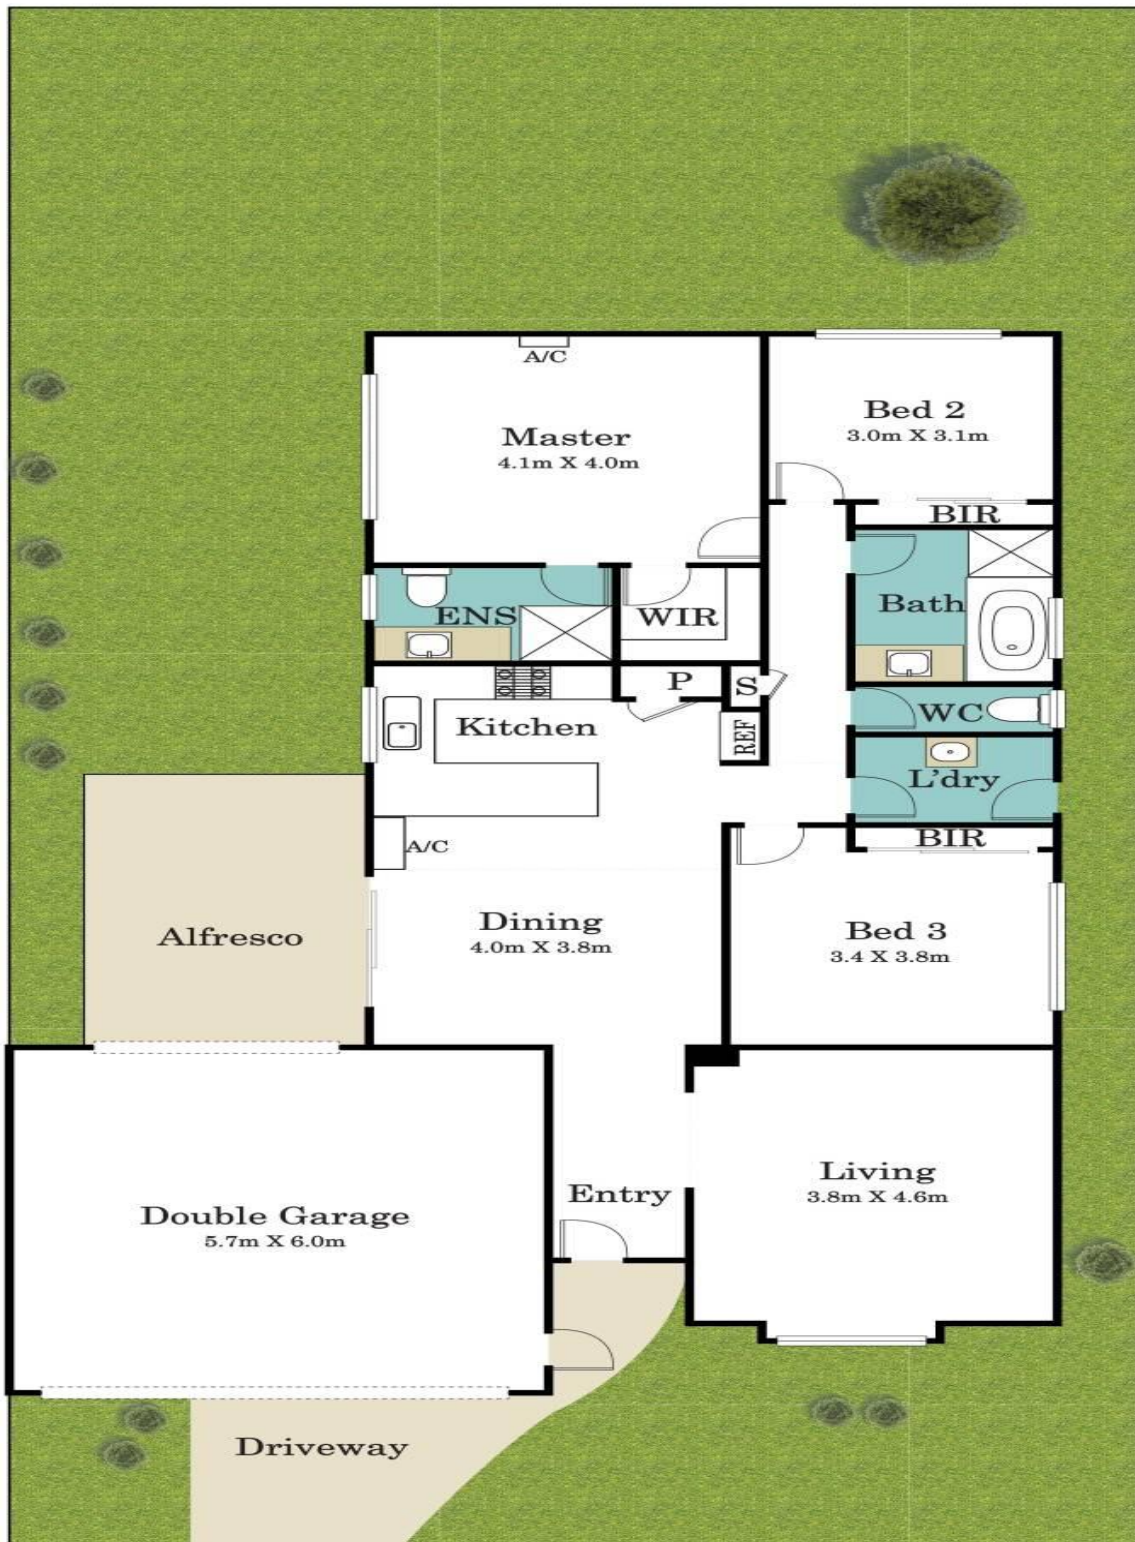 A/C
Master
4.1m X 4.0m
Bed 2
3.0m X 3.1m
BIR
ENS
WIR
Bath
P
S
Kitchen
REF
WC
L'dry
A/C
BIR
Alfresco
Dining
4.0m X 3.8m
Bed 3
3.4 X 3.8m
Double Garage
5.7m X 6.0m
Entry
Living
3.8m X 4.6m
Driveway